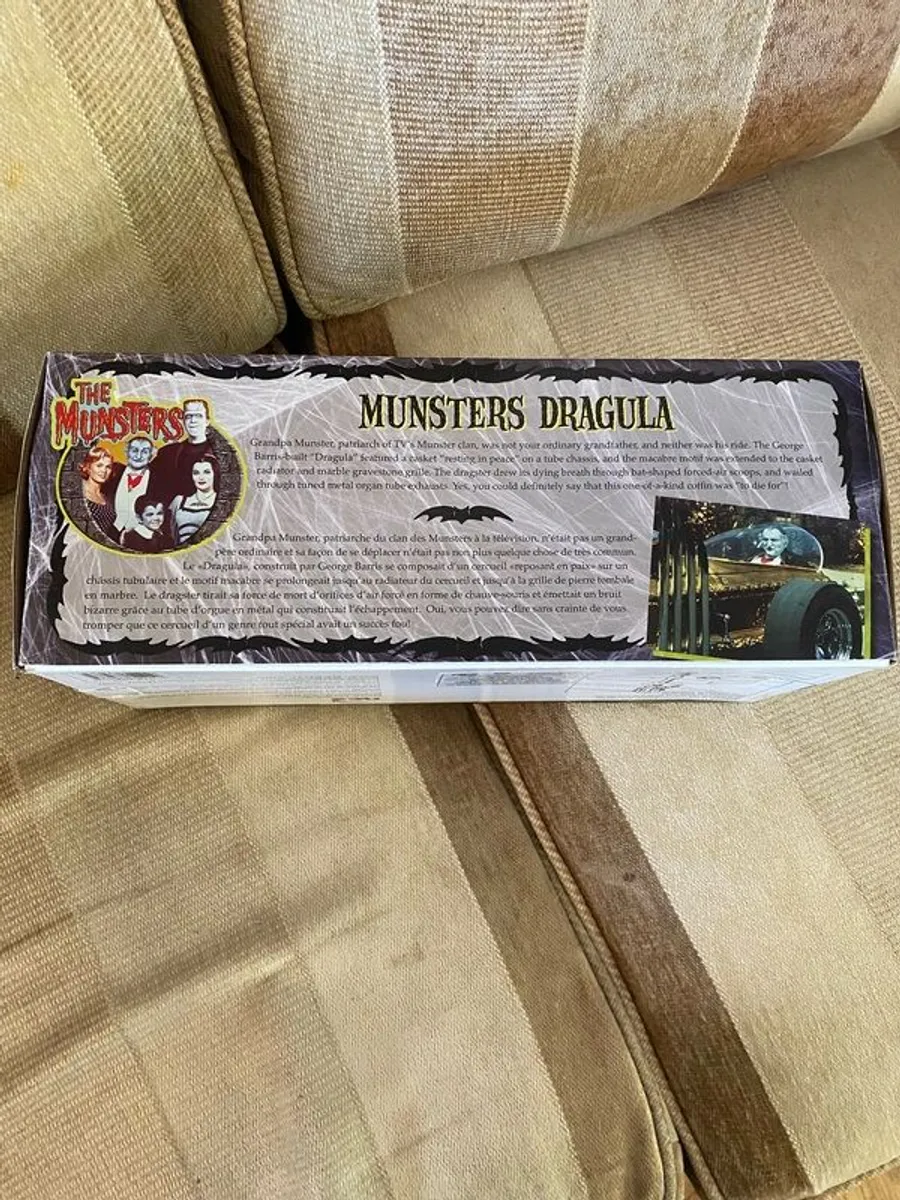 THE
MUNSTERS
MUNSTERS DRAGULA
Grandpa Munster, patriarch of TV's Munster clan, was not your ordinary grandfather, and neither was his ride. The George
Barris-built "Dragula" featured a casket "resting in peace" on a tube chassis, and the macabre motif was extended to the casket
radiator and marble gravestone grille. The dragster drew its dying breath through bat-shaped forced-air scoops, and wailed
through tuned metal organ tube exhausts. Yes, you could definitely say that this one-of-a-kind coffin was "to die for"!
Grandpa Munster, patriarche du clan des Munsters à la télévision, n'était pas un grand-
père ordinaire et sa façon de se déplacer n'était pas non plus quelque chose de très commun.
Le «Dragula», construit par George Barris se composait d'un cercueil «reposant en paix» sur un
châssis tubulaire et le motif macabre se prolongeait jusqu'au radiateur du cercueil et jusqu'à la grille de pierre tombale
en marbre. Le dragster tirait sa force de mort d'orifices d'air forcé en forme de chauve-souris et émettait un bruit
bizarre grâce au tube d'orgue en métal qui constituait l'échappement. Oui, vous pouvez dire sans crainte de vous
tromper que ce cercueil d'un genre tout spécial avait un succès fou!